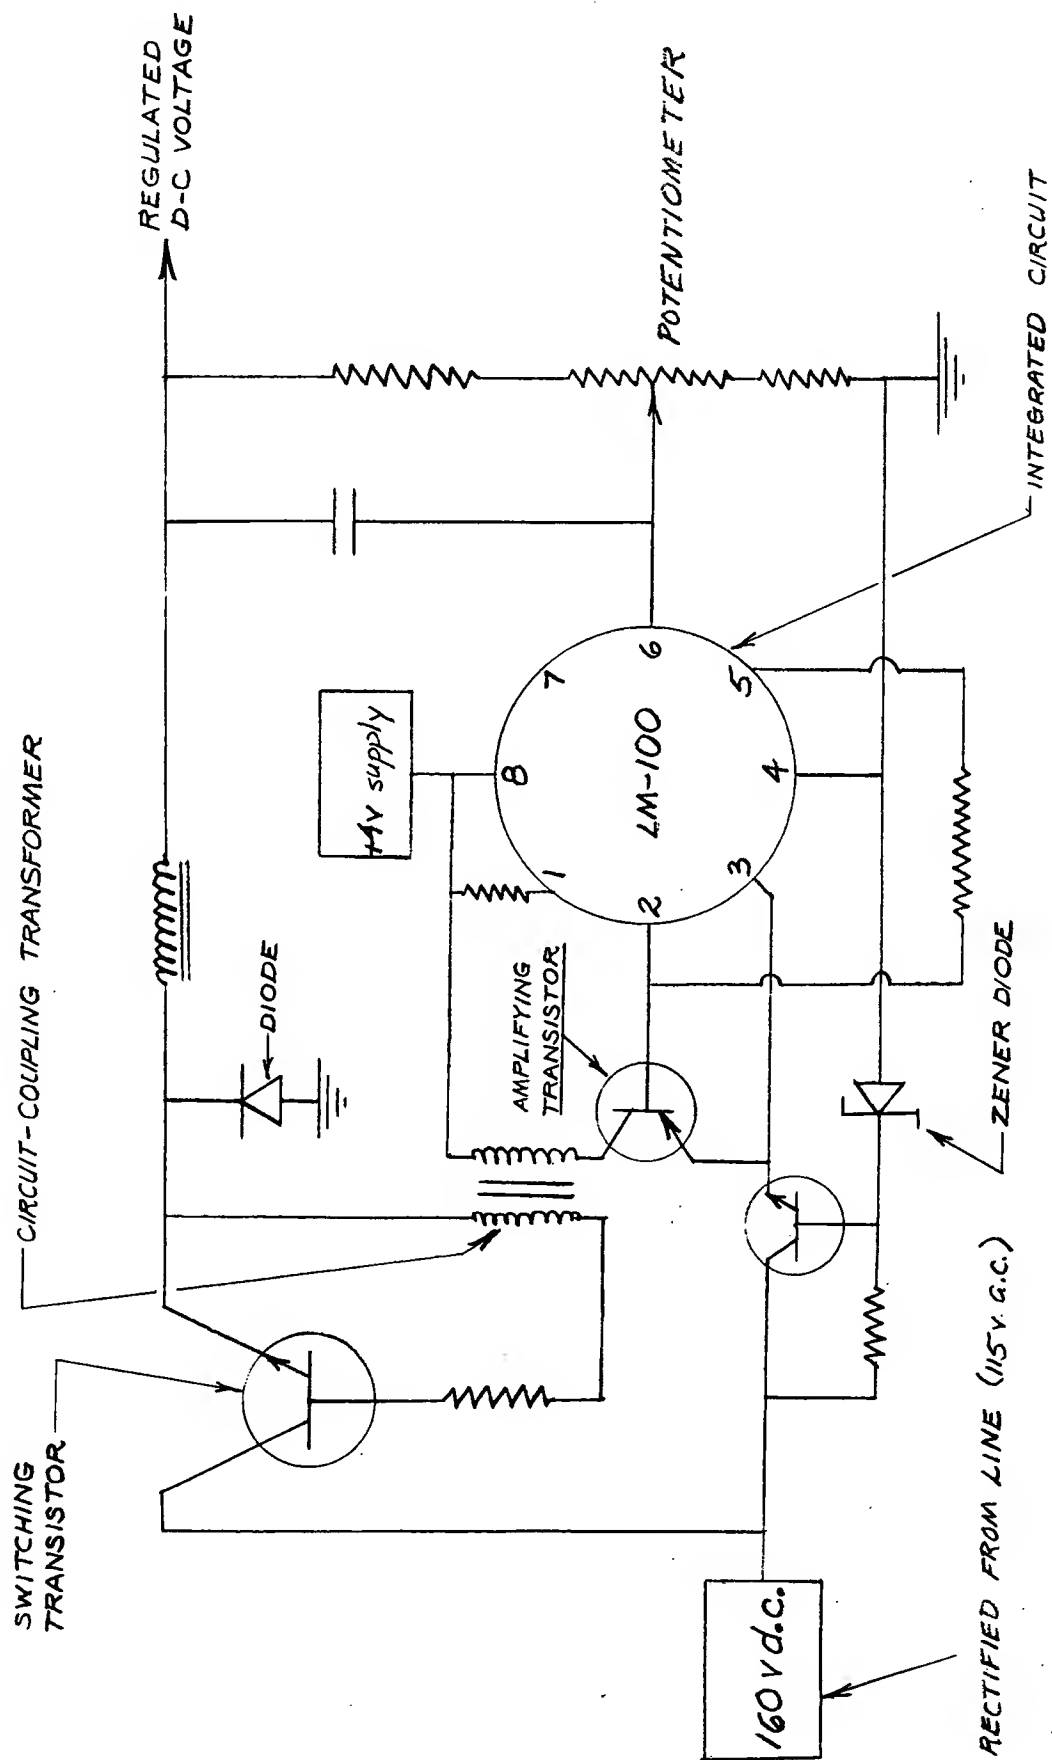 SWITCHING
TRANSISTOR
CIRCUIT-COUPLING TRANSFORMER
REGULATED
D-C VOLTAGE
DIODE
+4v supply
POTENTIOMETER
AMPLIFYING
TRANSISTOR
LM-100
1
2
3
4
5
6
7
8
160 v d.c.
RECTIFIED FROM LINE (115 v. a.c.)
ZENER DIODE
INTEGRATED CIRCUIT